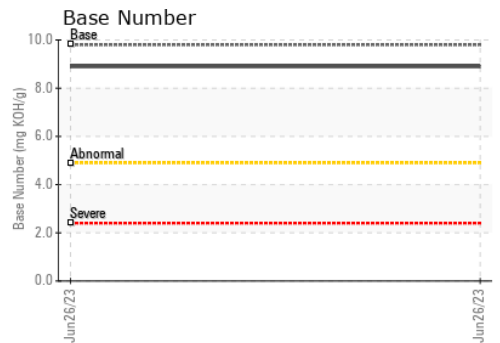 Base Number
Base Number (mg KOH/g)
10.0
8.0
6.0
4.0
2.0
0.0
Base
Abnormal
Severe
Jun26/23
Jun26/23